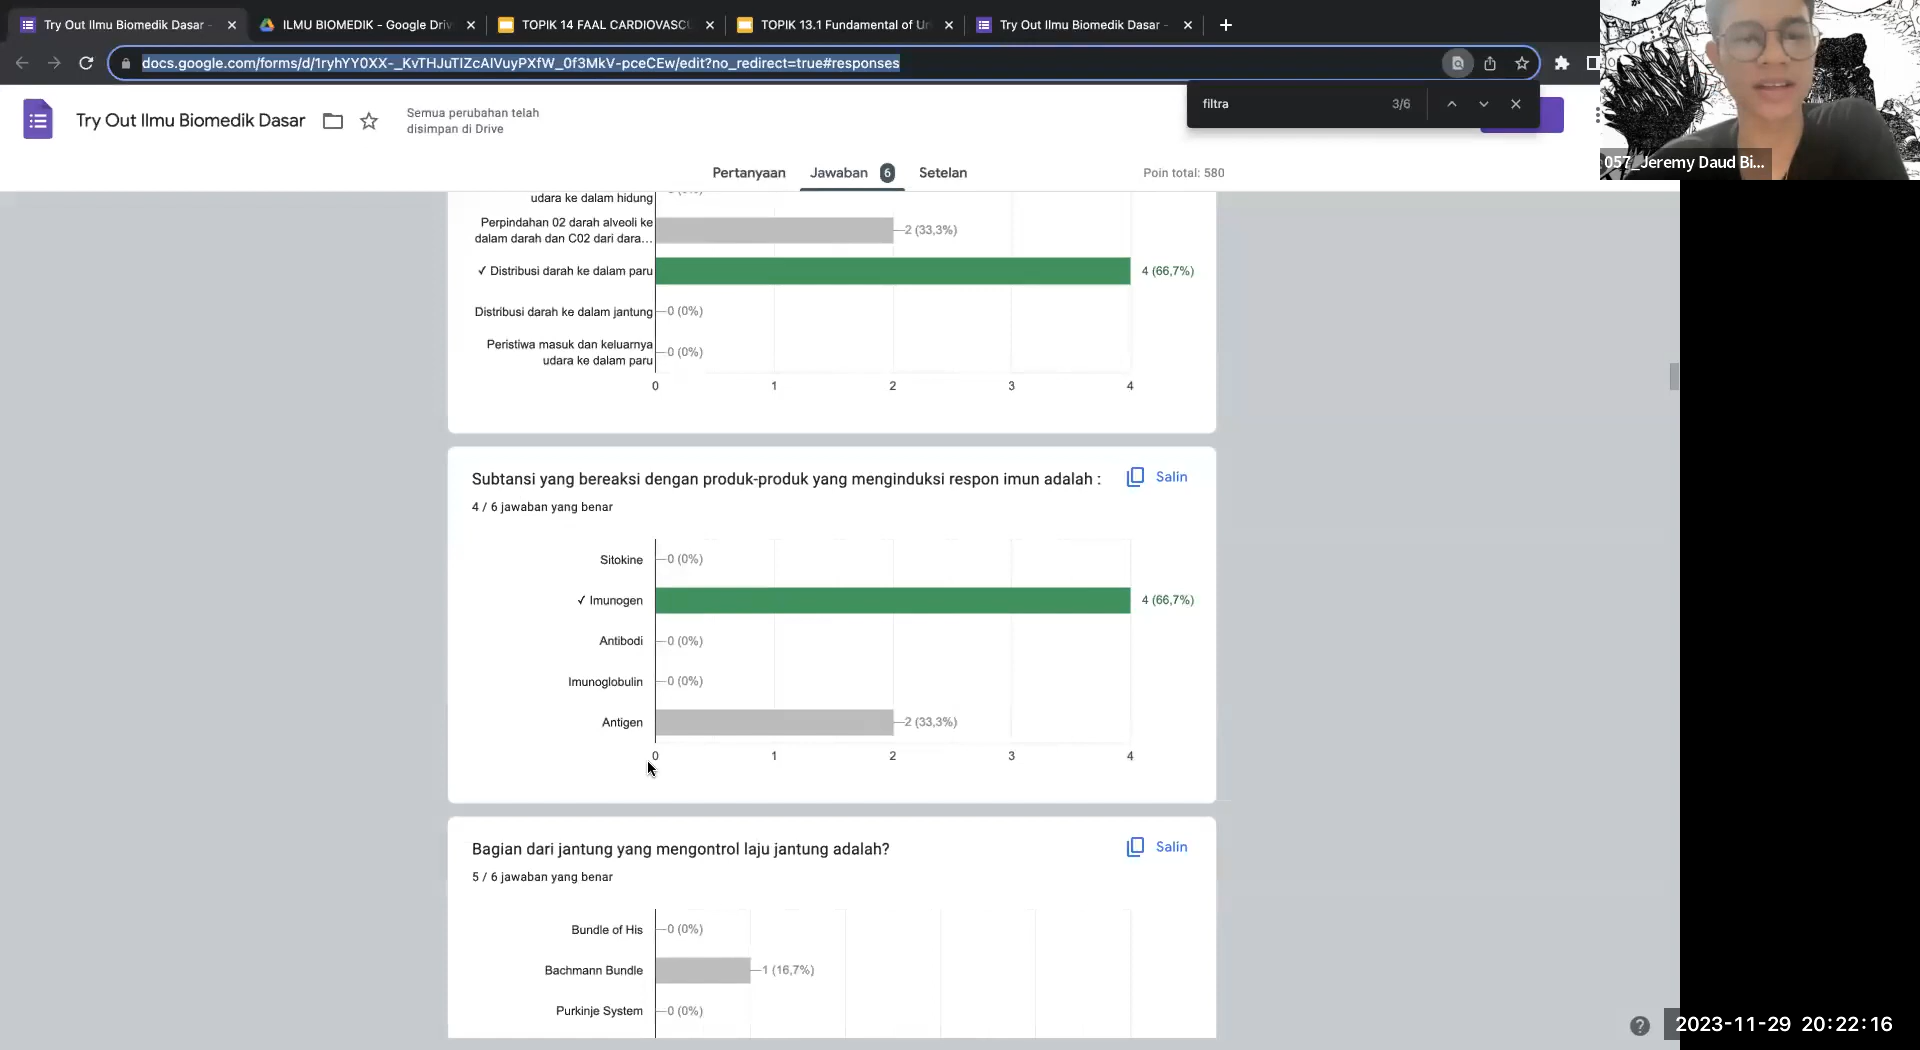 Try Out Ilmu Biomedik Dasar -
ILMU BIOMEDIK - Google Driv
TOPIK 14 FAAL CARDIOVASCU
TOPIK 13.1 Fundamental of Ur
Try Out Ilmu Biomedik Dasar -
docs.google.com/forms/d/1ryhYY0XX-_KvTHJuTlZcAlVuyPXfW_0f3MkV-pceCEw/edit?no_redirect=true#responses
filtra 3/6
Try Out Ilmu Biomedik Dasar
Semua perubahan telah
disimpan di Drive
057_Jeremy Daud Bi...
Pertanyaan Jawaban 6 Setelan Poin total: 580
udara ke dalam hidung
Perpindahan 02 darah alveoli ke
dalam darah dan C02 dari dara...
2 (33,3%)
✓ Distribusi darah ke dalam paru 4 (66,7%)
Distribusi darah ke dalam jantung 0 (0%)
Peristiwa masuk dan keluarnya
udara ke dalam paru
0 (0%)
0 1 2 3 4
Subtansi yang bereaksi dengan produk-produk yang menginduksi respon imun adalah : Salin
4 / 6 jawaban yang benar
Sitokine 0 (0%)
✓ Imunogen 4 (66,7%)
Antibodi 0 (0%)
Imunoglobulin 0 (0%)
Antigen 2 (33,3%)
0 1 2 3 4
Bagian dari jantung yang mengontrol laju jantung adalah? Salin
5 / 6 jawaban yang benar
Bundle of His 0 (0%)
Bachmann Bundle 1 (16,7%)
Purkinje System 0 (0%)
2023-11-29 20:22:16